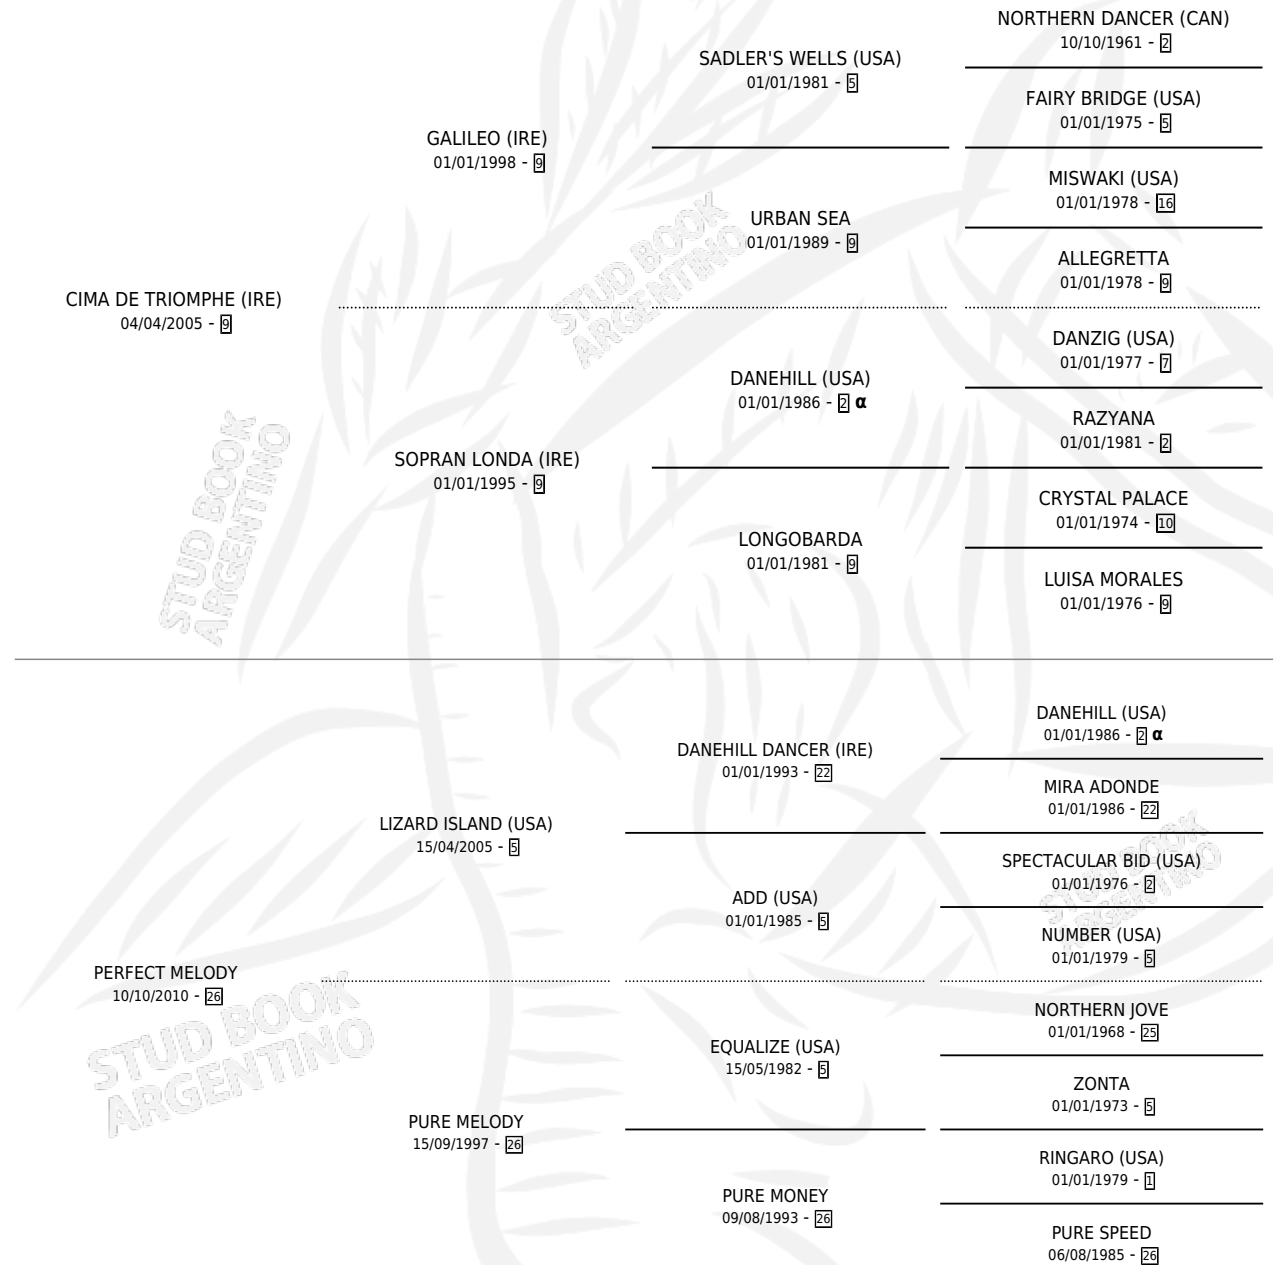 NORTHERN DANCER (CAN)
10/10/1961 - 2
SADLER'S WELLS (USA)
01/01/1981 - 5
FAIRY BRIDGE (USA)
01/01/1975 - 5
GALILEO (IRE)
01/01/1998 - 9
MISWAKI (USA)
01/01/1978 - 16
URBAN SEA
01/01/1989 - 9
ALLEGRETTA
01/01/1978 - 9
CIMA DE TRIOMPHE (IRE)
04/04/2005 - 9
DANZIG (USA)
01/01/1977 - 7
DANEHILL (USA)
01/01/1986 - 2 α
RAZYANA
01/01/1981 - 2
SOPRAN LONDA (IRE)
01/01/1995 - 9
CRYSTAL PALACE
01/01/1974 - 10
LONGOBARDA
01/01/1981 - 9
LUISA MORALES
01/01/1976 - 9
DANEHILL (USA)
01/01/1986 - 2 α
DANEHILL DANCER (IRE)
01/01/1993 - 22
MIRA ADONDE
01/01/1986 - 22
LIZARD ISLAND (USA)
15/04/2005 - 5
SPECTACULAR BID (USA)
01/01/1976 - 2
ADD (USA)
01/01/1985 - 5
NUMBER (USA)
01/01/1979 - 5
PERFECT MELODY
10/10/2010 - 26
NORTHERN JOVE
01/01/1968 - 25
EQUALIZE (USA)
15/05/1982 - 5
ZONTA
01/01/1973 - 5
PURE MELODY
15/09/1997 - 26
RINGARO (USA)
01/01/1979 - 1
PURE MONEY
09/08/1993 - 26
PURE SPEED
06/08/1985 - 26
STUD BOOK
ARGENTINO
STUD BOOK
ARGENTINO
STUD BOOK
ARGENTINO
STUD BOOK
ARGENTINO